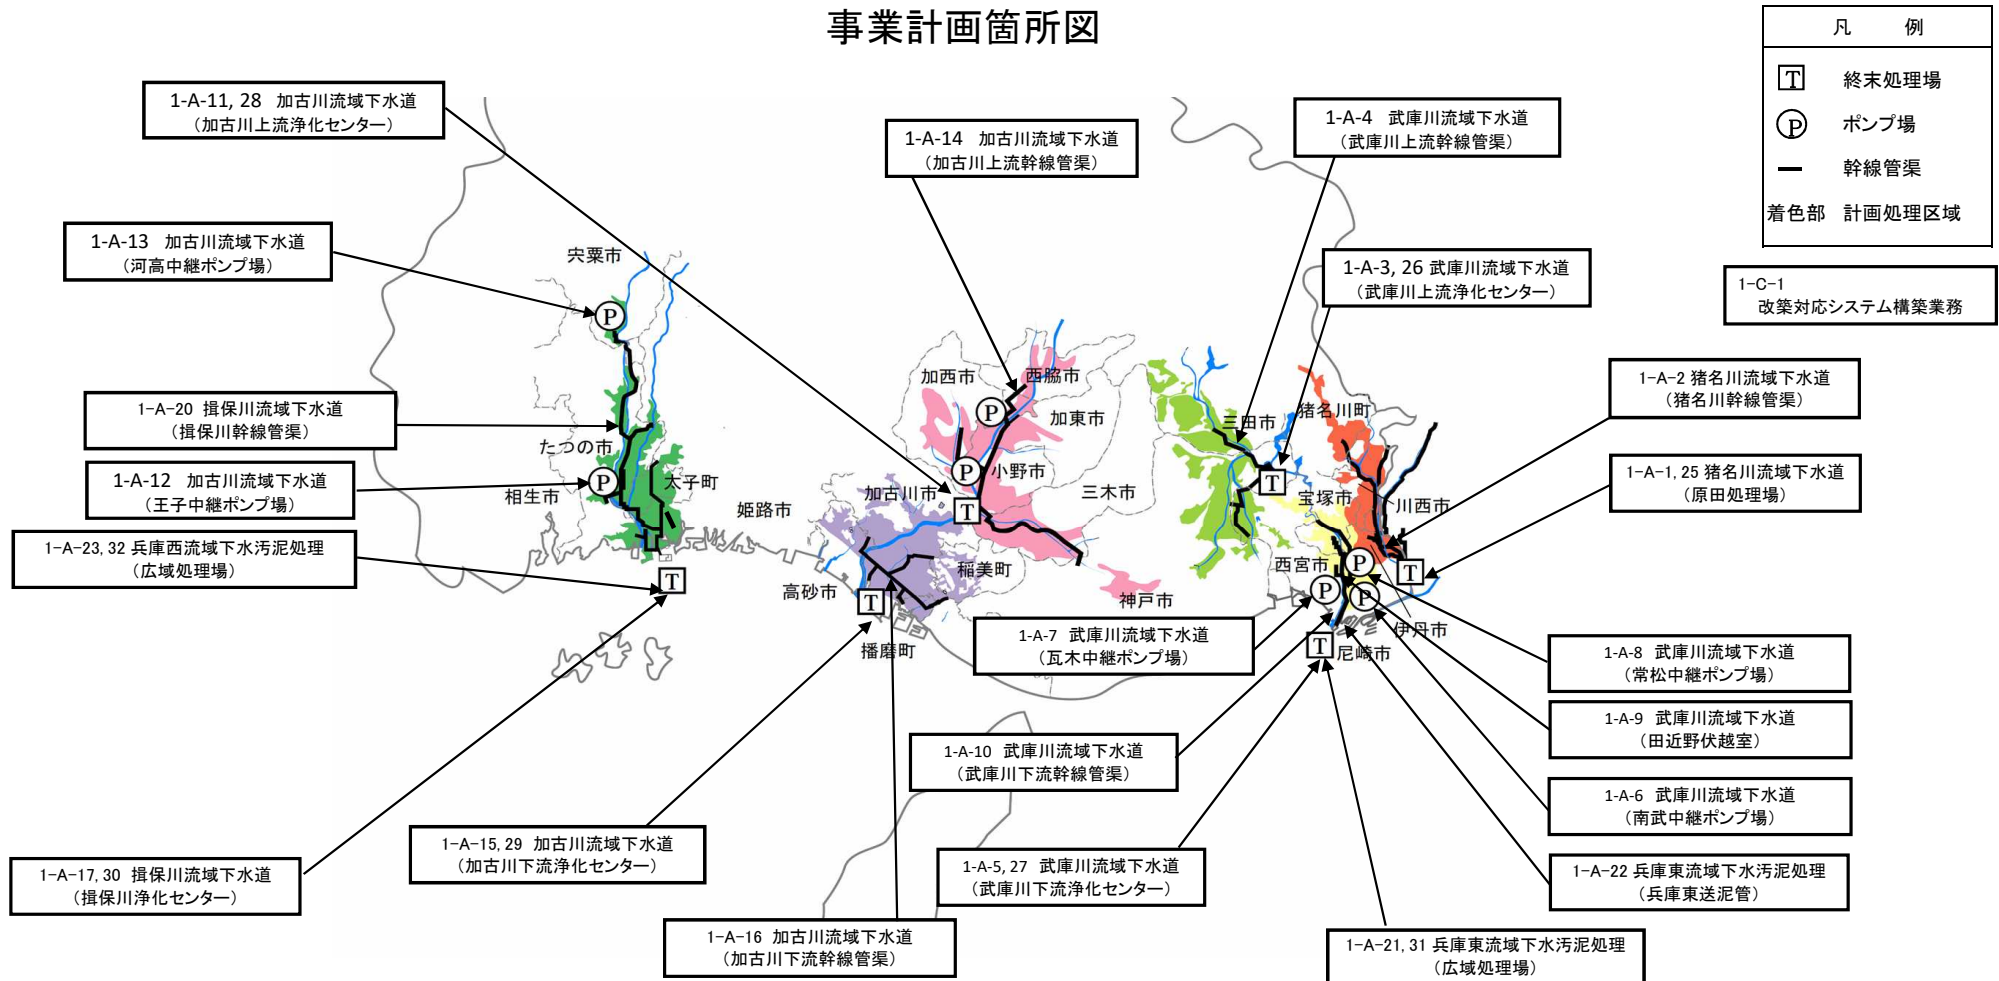 事業計画箇所図
凡　例
T 終末処理場
P ポンプ場
幹線管渠
着色部 計画処理区域
1-C-1
改築対応システム構築業務
1-A-11, 28 加古川流域下水道
（加古川上流浄化センター）
1-A-14 加古川流域下水道
（加古川上流幹線管渠）
1-A-4 武庫川流域下水道
（武庫川上流幹線管渠）
1-A-13 加古川流域下水道
（河高中継ポンプ場）
1-A-3, 26 武庫川流域下水道
（武庫川上流浄化センター）
1-A-20 揖保川流域下水道
（揖保川幹線管渠）
1-A-12 加古川流域下水道
（王子中継ポンプ場）
1-A-23, 32 兵庫西流域下水汚泥処理
（広域処理場）
1-A-2 猪名川流域下水道
（猪名川幹線管渠）
1-A-1, 25 猪名川流域下水道
（原田処理場）
宍粟市
P
たつの市
P
相生市
太子町
姫路市
T
加西市
西脇市
P
加東市
P
小野市
加古川市
T
三木市
稲美町
高砂市
T
播磨町
神戸市
三田市
猪名川町
T
宝塚市
川西市
西宮市
P
T
P
P
伊丹市
T
尼崎市
1-A-7 武庫川流域下水道
（瓦木中継ポンプ場）
1-A-8 武庫川流域下水道
（常松中継ポンプ場）
1-A-9 武庫川流域下水道
（田近野伏越室）
1-A-10 武庫川流域下水道
（武庫川下流幹線管渠）
1-A-6 武庫川流域下水道
（南武中継ポンプ場）
1-A-15, 29 加古川流域下水道
（加古川下流浄化センター）
1-A-5, 27 武庫川流域下水道
（武庫川下流浄化センター）
1-A-17, 30 揖保川流域下水道
（揖保川浄化センター）
1-A-22 兵庫東流域下水汚泥処理
（兵庫東送泥管）
1-A-16 加古川流域下水道
（加古川下流幹線管渠）
1-A-21, 31 兵庫東流域下水汚泥処理
（広域処理場）